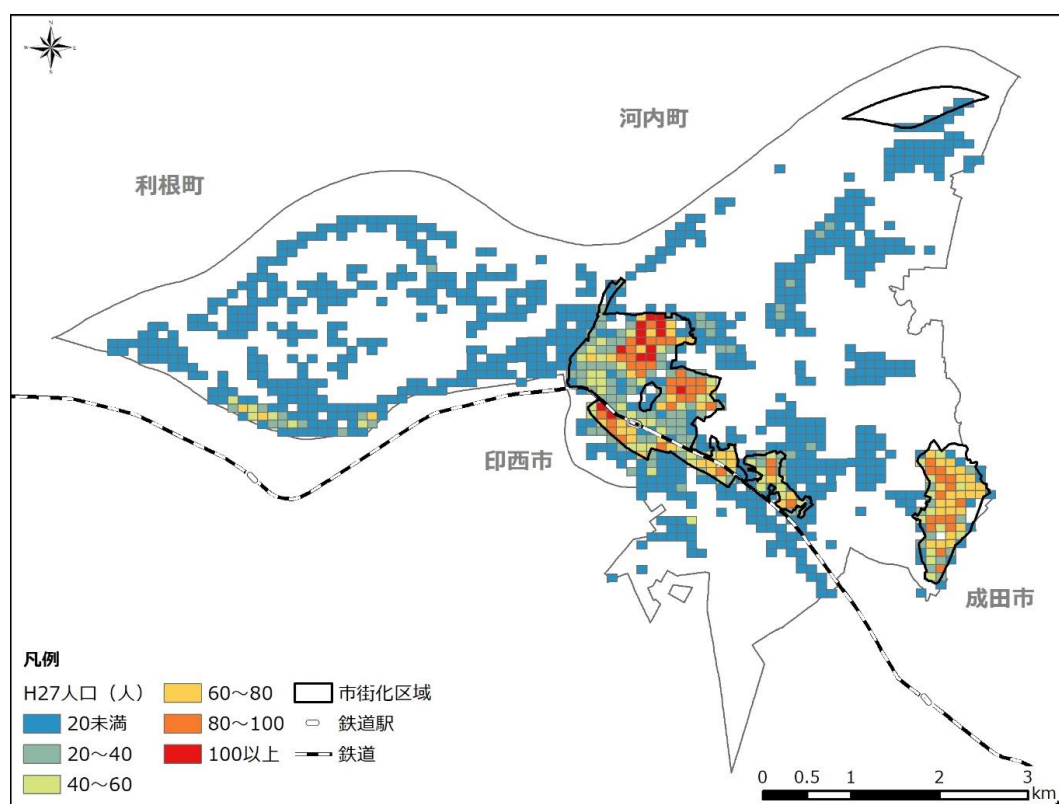 N
W E
S
河内町
利根町
印西市
成田市
凡例
H27人口（人）
20未満
20～40
40～60
60～80
80～100
100以上
市街化区域
鉄道駅
鉄道
0 0.5 1 2 3
km